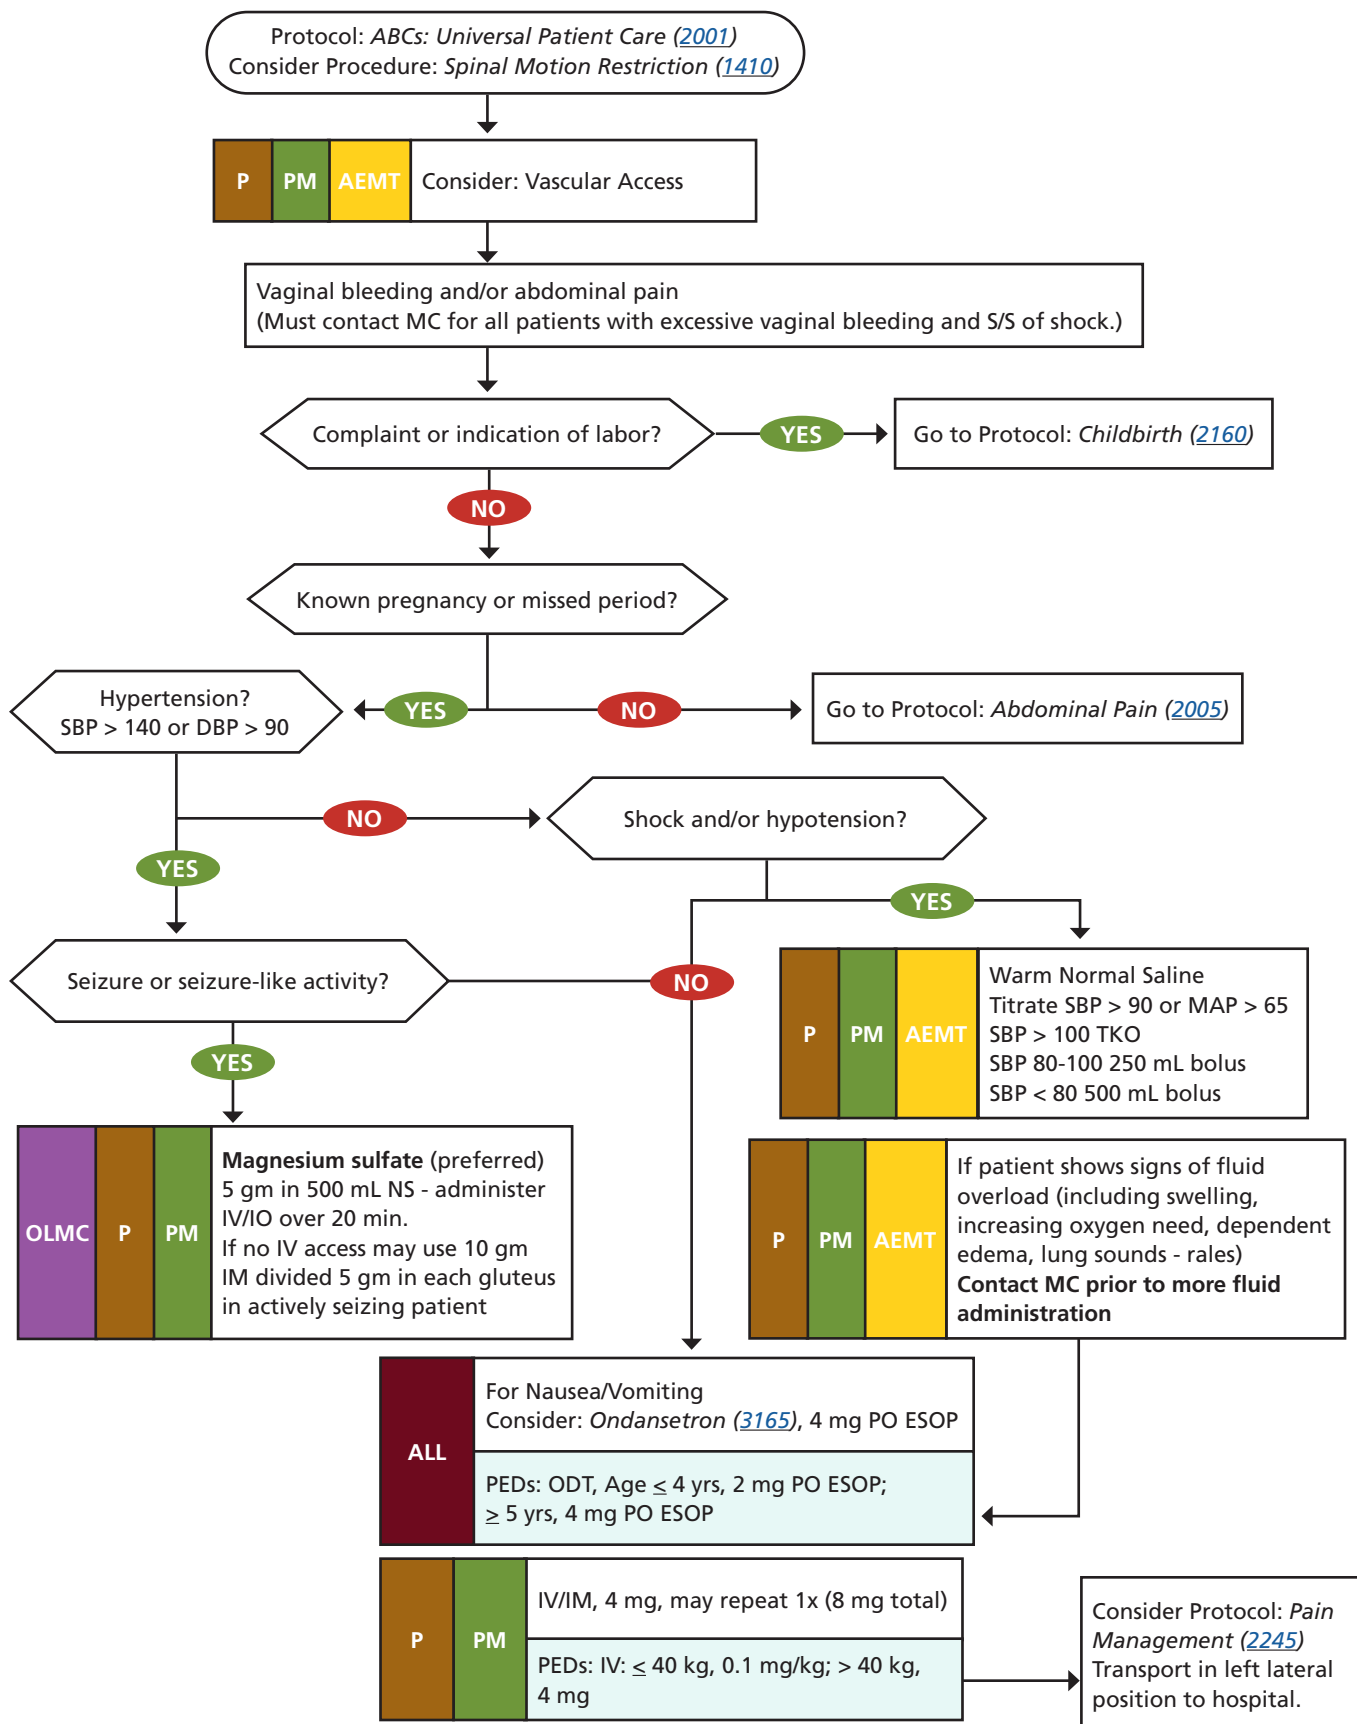 Protocol: ABCs: Universal Patient Care (2001)
Consider Procedure: Spinal Motion Restriction (1410)
P
PM
AEMT
Consider: Vascular Access
Vaginal bleeding and/or abdominal pain
(Must contact MC for all patients with excessive vaginal bleeding and S/S of shock.)
Complaint or indication of labor?
YES
Go to Protocol: Childbirth (2160)
NO
Known pregnancy or missed period?
Hypertension?
SBP > 140 or DBP > 90
YES
NO
Go to Protocol: Abdominal Pain (2005)
NO
Shock and/or hypotension?
YES
YES
Seizure or seizure-like activity?
NO
P
PM
AEMT
Warm Normal Saline
Titrate SBP > 90 or MAP > 65
SBP > 100 TKO
SBP 80-100 250 mL bolus
SBP < 80 500 mL bolus
YES
OLMC
P
PM
Magnesium sulfate (preferred)
5 gm in 500 mL NS - administer
IV/IO over 20 min.
If no IV access may use 10 gm
IM divided 5 gm in each gluteus
in actively seizing patient
P
PM
AEMT
If patient shows signs of fluid
overload (including swelling,
increasing oxygen need, dependent
edema, lung sounds - rales)
Contact MC prior to more fluid
administration
ALL
For Nausea/Vomiting
Consider: Ondansetron (3165), 4 mg PO ESOP
PEDs: ODT, Age ≤ 4 yrs, 2 mg PO ESOP;
≥ 5 yrs, 4 mg PO ESOP
P
PM
IV/IM, 4 mg, may repeat 1x (8 mg total)
PEDs: IV: ≤ 40 kg, 0.1 mg/kg; > 40 kg,
4 mg
Consider Protocol: Pain
Management (2245)
Transport in left lateral
position to hospital.